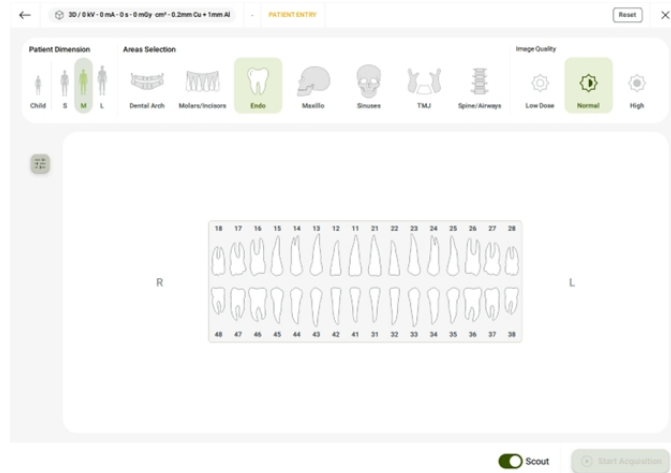 3D / 0 kV - 0 mA - 0 s - 0 mGy · cm² - 0.2mm Cu + 1mm Al - PATIENT ENTRY Reset
Patient Dimension Areas Selection Image Quality
Child S M L Dental Arch Molars/Incisors Endo Maxillo Sinuses TMJ Spine/Airways Low Dose Normal High
18 17 16 15 14 13 12 11 21 22 23 24 25 26 27 28
R L
48 47 46 45 44 43 42 41 31 32 33 34 35 36 37 38
Scout Start Acquisition